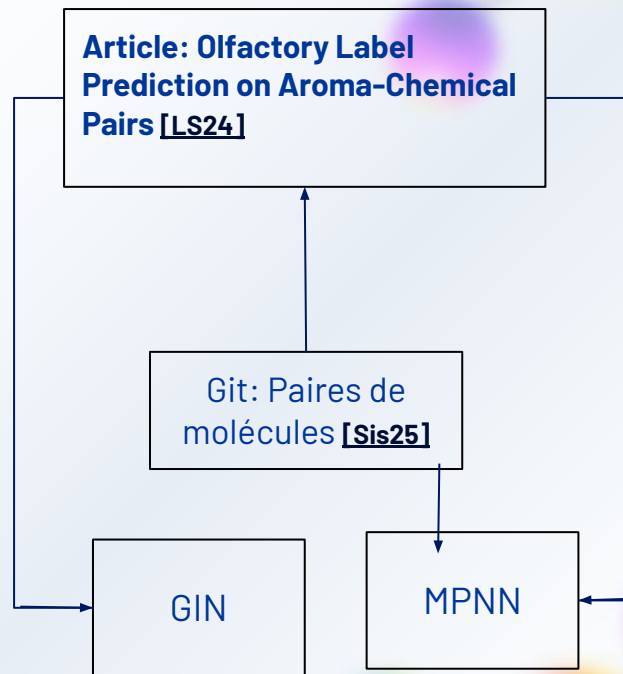 Article: Olfactory Label
Prediction on Aroma-Chemical
Pairs [LS24]
Git: Paires de
molécules [Sis25]
GIN
MPNN